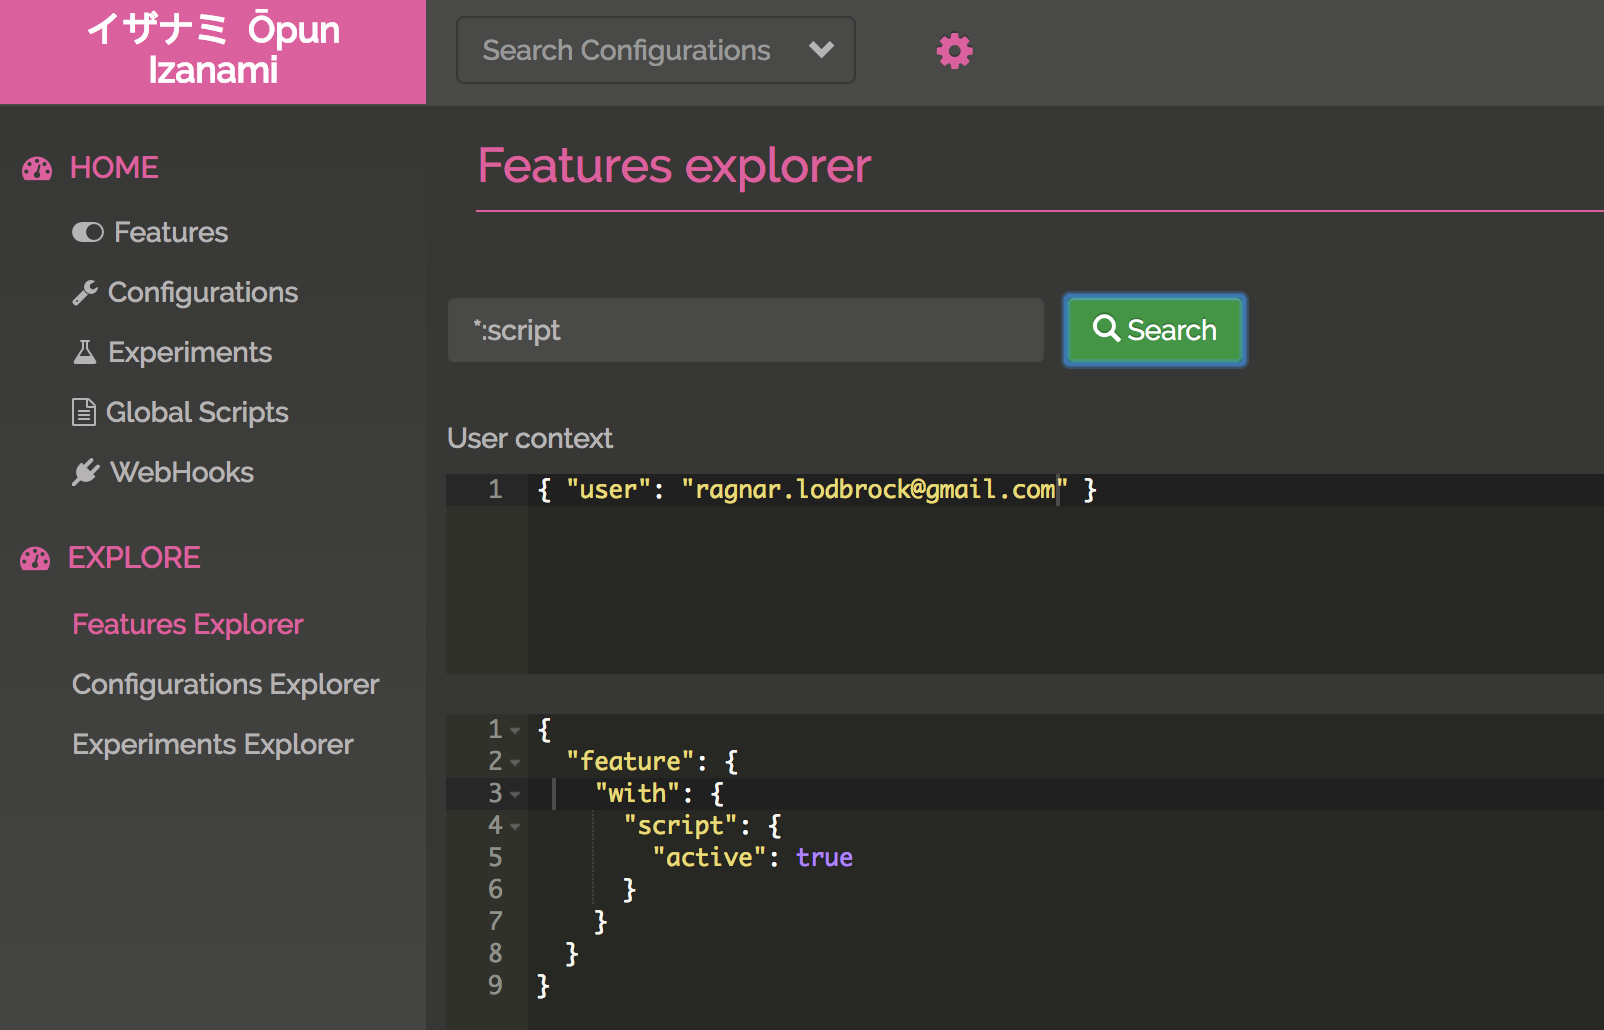 イザナミ Ōpun
Izanami
Search Configurations
HOME
Features
Configurations
Experiments
Global Scripts
WebHooks
EXPLORE
Features Explorer
Configurations Explorer
Experiments Explorer
Features explorer
*:script
Search
User context
1 { "user": "ragnar.lodbrock@gmail.com" }
1 {
2 "feature": {
3 "with": {
4 "script": {
5 "active": true
6 }
7 }
8 }
9 }